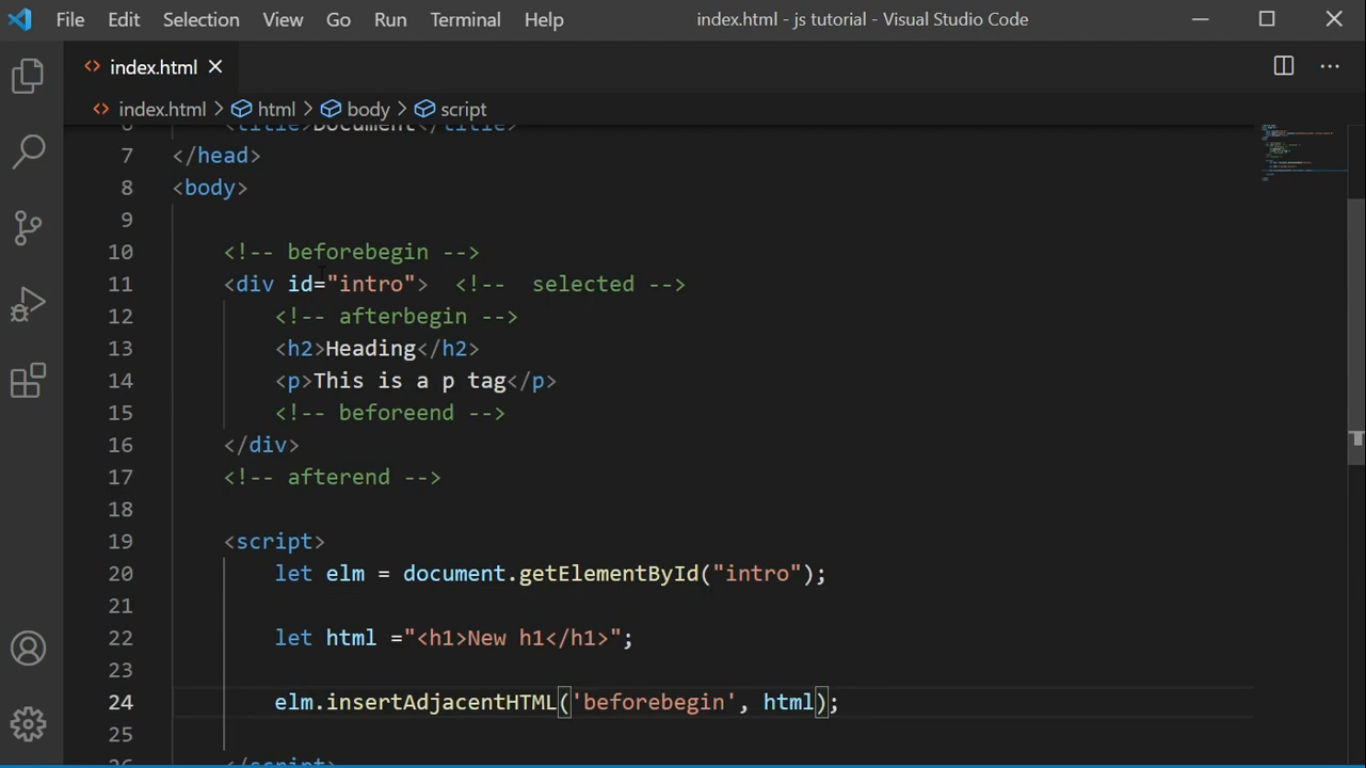 File Edit Selection View Go Run Terminal Help index.html - js tutorial - Visual Studio Code
index.html
index.html > html > body > script
6 <title>Document</title>
7 </head>
8 <body>
9
10 <!-- beforebegin -->
11 <div id="intro"> <!-- selected -->
12 <!-- afterbegin -->
13 <h2>Heading</h2>
14 <p>This is a p tag</p>
15 <!-- beforeend -->
16 </div>
17 <!-- afterend -->
18
19 <script>
20 let elm = document.getElementById("intro");
21
22 let html ="<h1>New h1</h1>";
23
24 elm.insertAdjacentHTML('beforebegin', html);
25
26 </script>